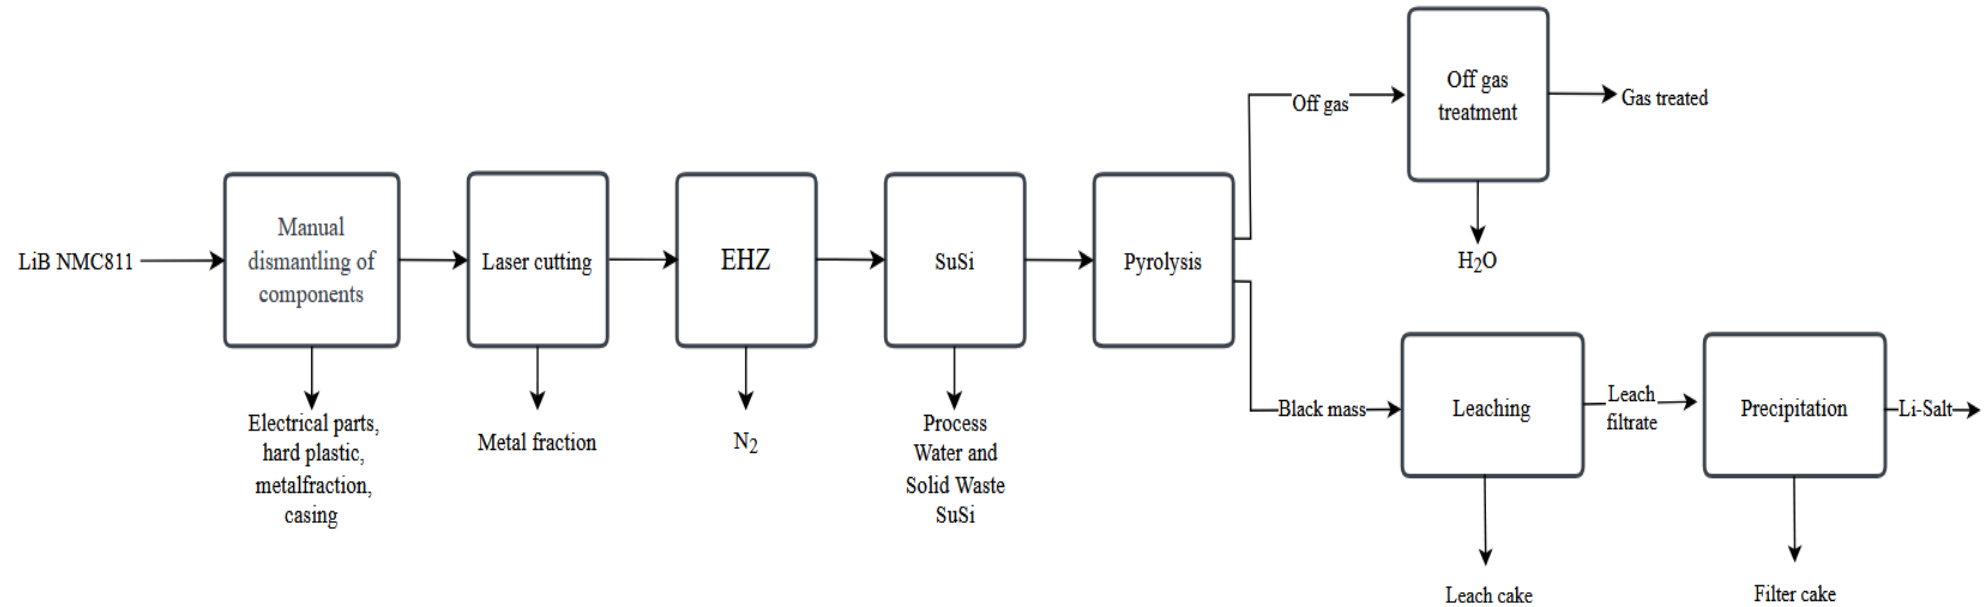 LiB NMC811
Manual
dismantling of
components
Electrical parts,
hard plastic,
metalfraction,
casing
Laser cutting
Metal fraction
EHZ
N2
SuSi
Process
Water and
Solid Waste
SuSi
Pyrolysis
Off gas
Off gas
treatment
Gas treated
H2O
Black mass
Leaching
Leach cake
Leach
filtrate
Precipitation
Filter cake
Li-Salt